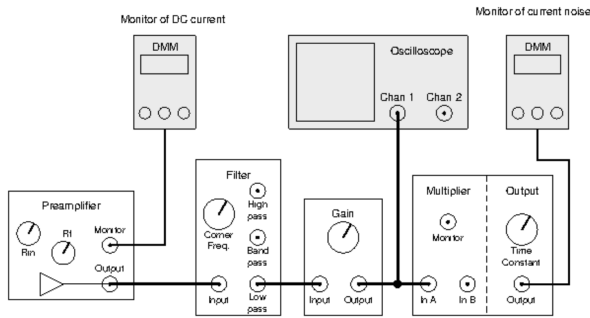 Monitor of DC current
Monitor of current noise
DMM
Oscilloscope
Chan 1
Chan 2
DMM
Preamplifier
Rin
Rf
Monitor
Output
Filter
High
pass
Corner
Freq.
Band
pass
Input
Low
pass
Gain
Input
Output
Multiplier
Monitor
In A
In B
Output
Time
Constant
Output